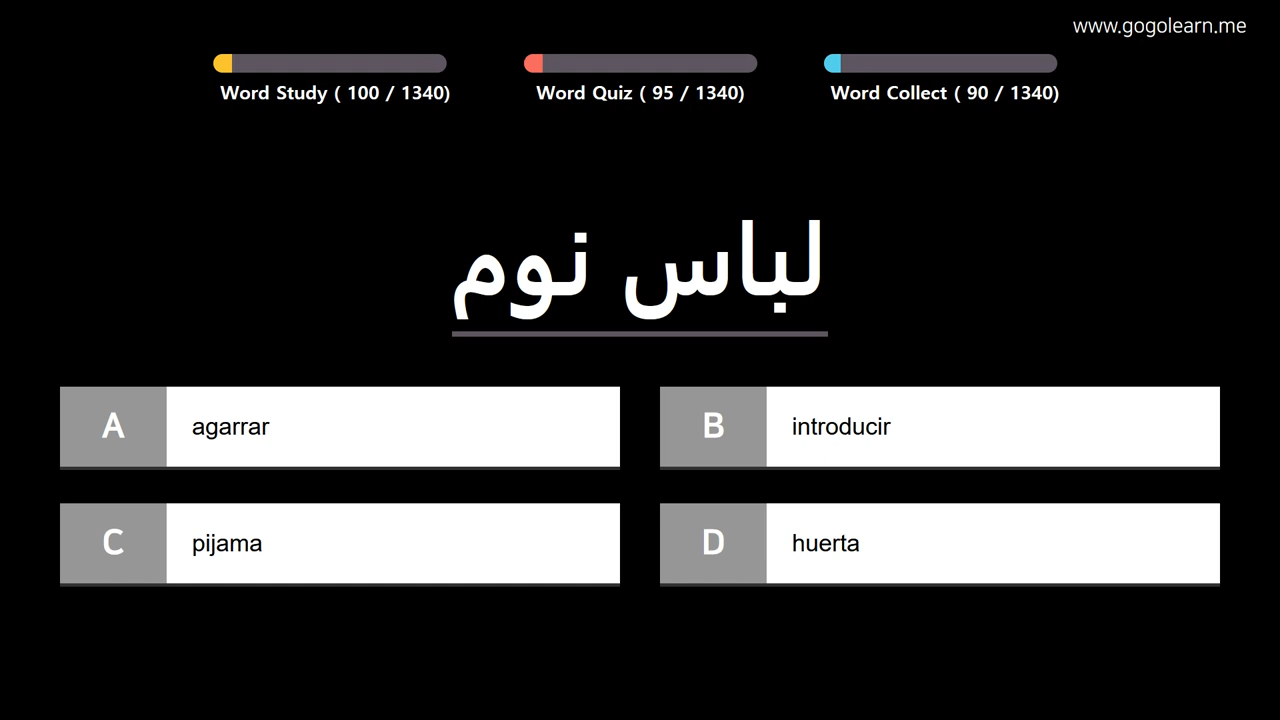 www.gogolearn.me
Word Study ( 100 / 1340)
Word Quiz ( 95 / 1340)
Word Collect ( 90 / 1340)
لباس نوم
A agarrar
B introducir
C pijama
D huerta